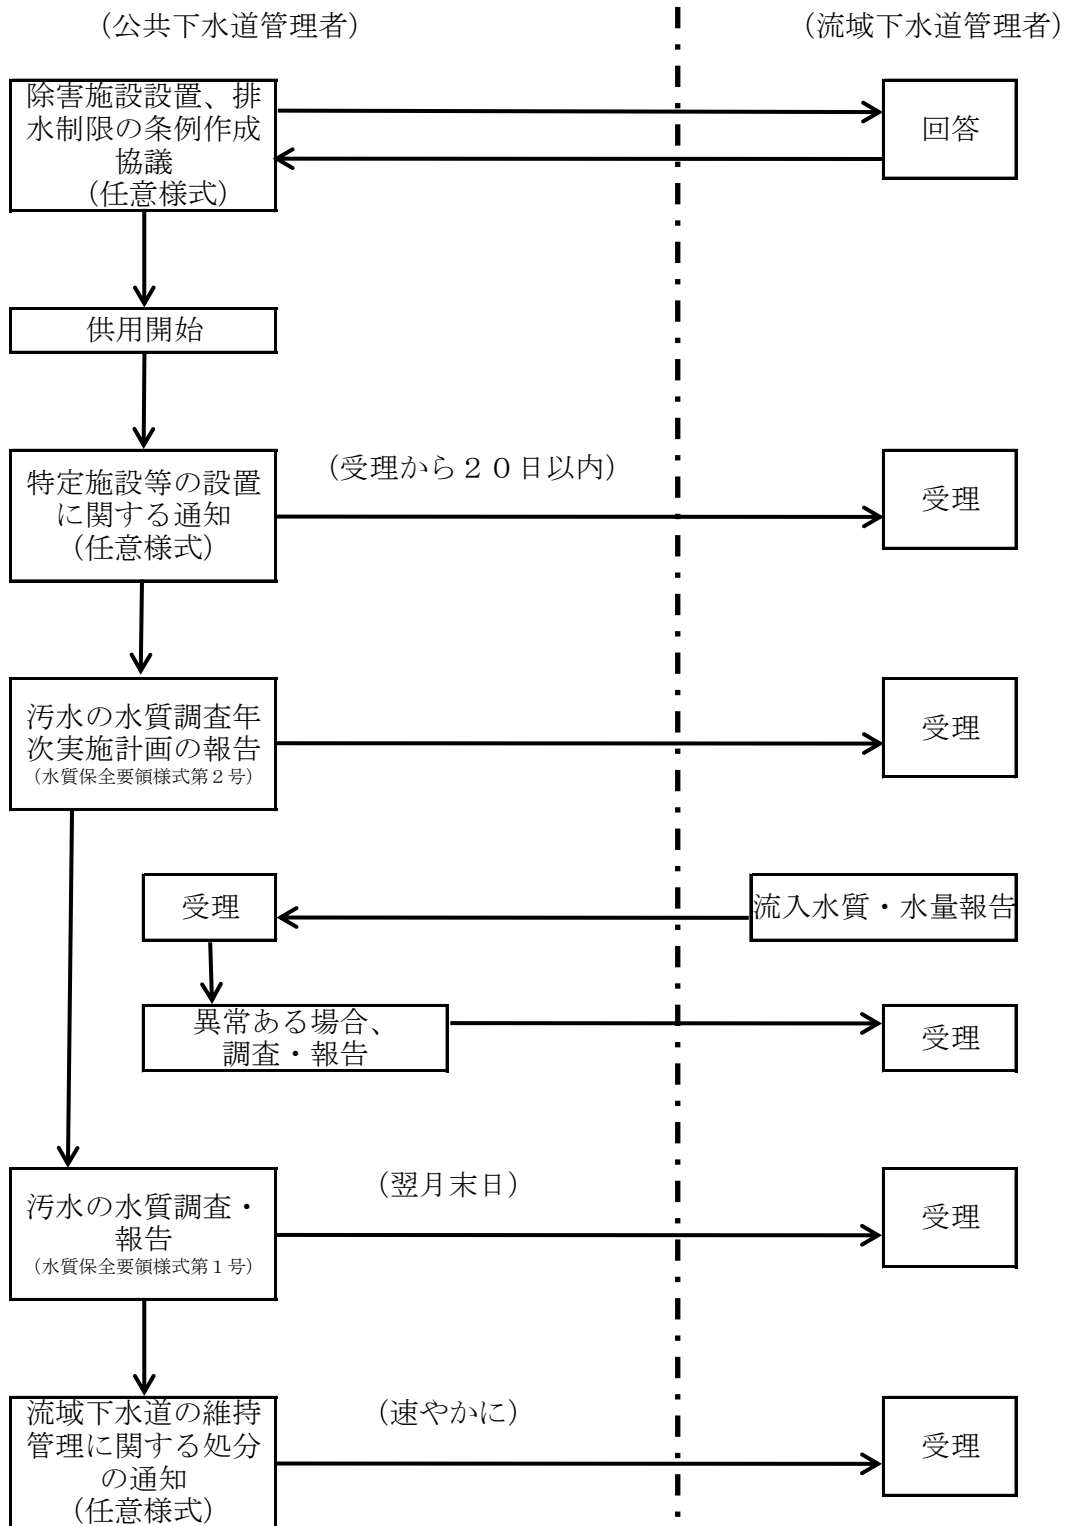 （公共下水道管理者）
（流域下水道管理者）
除害施設設置、排
水制限の条例作成
協議
（任意様式）
回答
供用開始
特定施設等の設置
に関する通知
（任意様式）
（受理から２０日以内）
受理
汚水の水質調査年
次実施計画の報告
（水質保全要領様式第２号）
受理
受理
流入水質・水量報告
異常ある場合、
調査・報告
受理
汚水の水質調査・
報告
（水質保全要領様式第１号）
（翌月末日）
受理
流域下水道の維持
管理に関する処分
の通知
（任意様式）
（速やかに）
受理